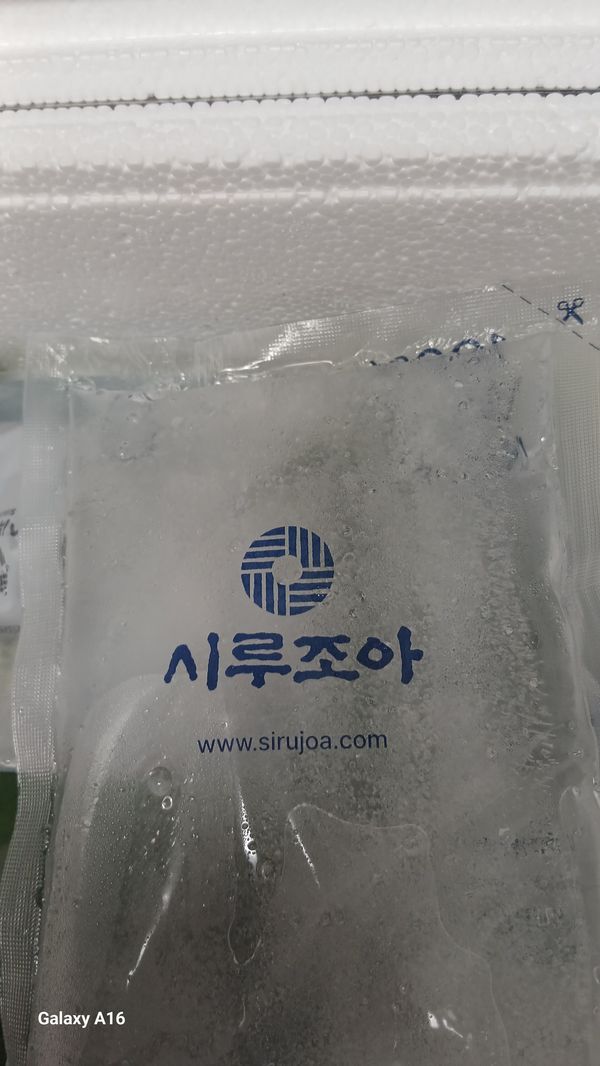 시루조아
www.sirujoa.com
Galaxy A16